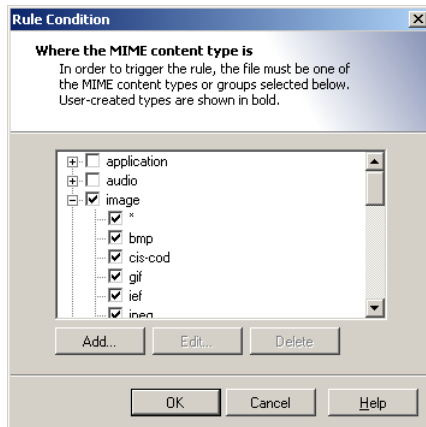 Rule Condition
Where the MIME content type is
In order to trigger the rule, the file must be one of
the MIME content types or groups selected below.
User-created types are shown in bold.
application
audio
image
*
bmp
cis-cod
gif
ief
jpeg
Add... Edit... Delete
OK Cancel Help